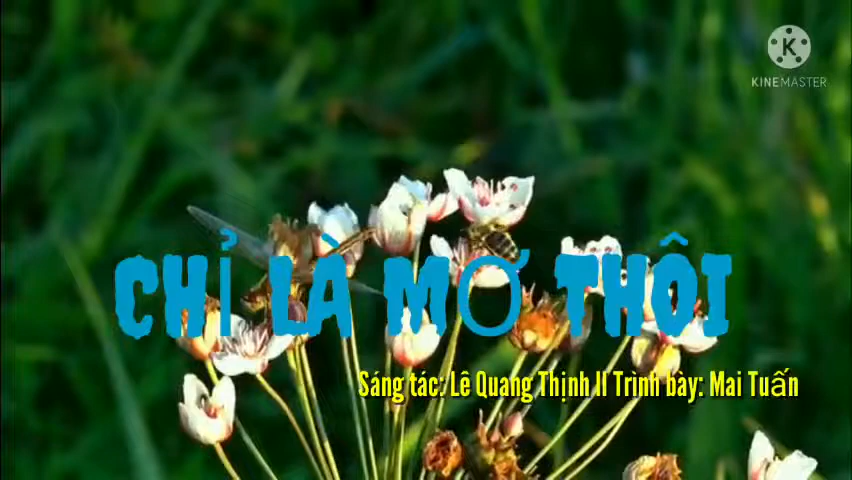 KINEMASTER
CHỈ LÀ MƠ THÔI
Sáng tác: Lê Quang Thịnh II Trình bày: Mai Tuấn